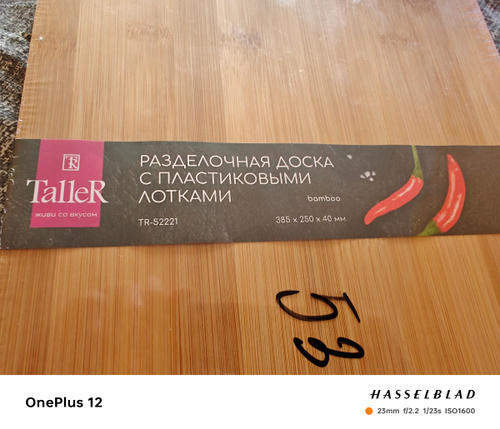 TalleR
живи со вкусом
РАЗДЕЛОЧНАЯ ДОСКА
С ПЛАСТИКОВЫМИ
ЛОТКАМИ
bamboo
TR-52221
385 x 250 x 40 мм
53
OnePlus 12
HASSELBLAD
23mm f/2.2 1/23s ISO1600